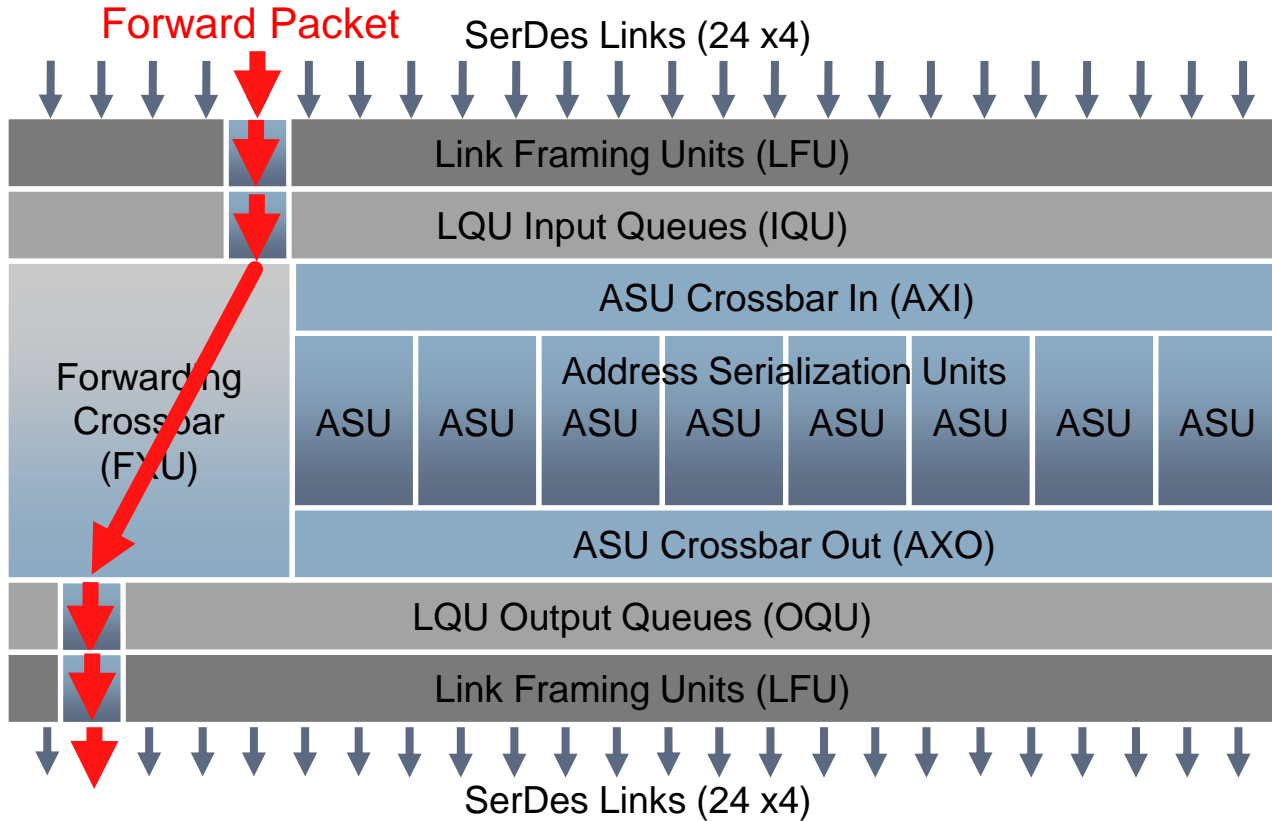 Forward Packet
SerDes Links (24 x4)
Link Framing Units (LFU)
LQU Input Queues (IQU)
ASU Crossbar In (AXI)
Forwarding
Crossbar
(FXU)
Address Serialization Units
ASU ASU ASU ASU ASU ASU ASU ASU
ASU Crossbar Out (AXO)
LQU Output Queues (OQU)
Link Framing Units (LFU)
SerDes Links (24 x4)